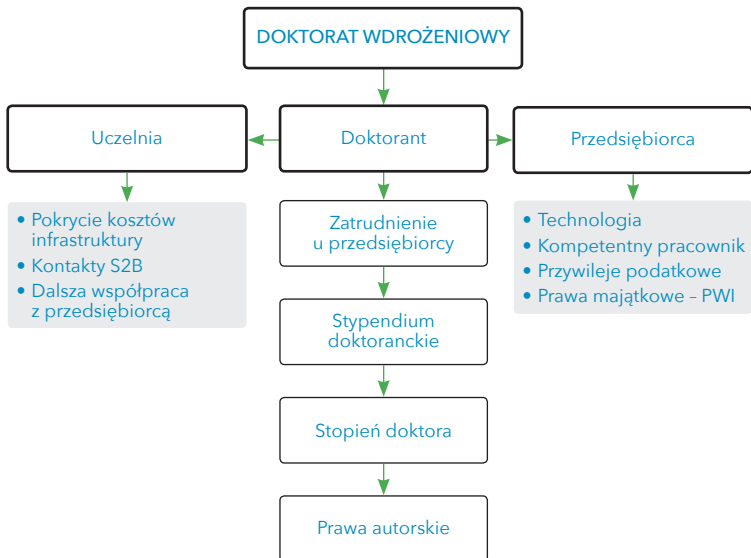 DOKTORAT WDROŻENIOWY
Uczelnia
Doktorant
Przedsiębiorca
• Pokrycie kosztów
infrastruktury
• Kontakty S2B
• Dalsza współpraca
z przedsiębiorcą
Zatrudnienie
u przedsiębiorcy
Stypendium
doktoranckie
Stopień doktora
Prawa autorskie
• Technologia
• Kompetentny pracownik
• Przywileje podatkowe
• Prawa majątkowe – PWI